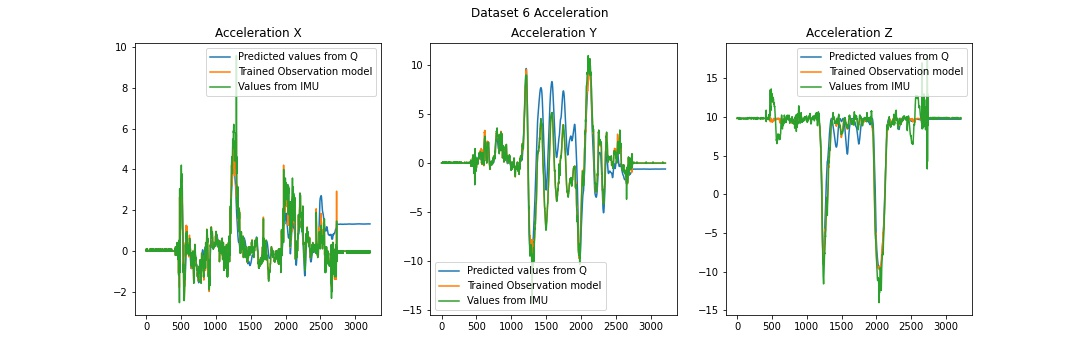 Dataset 6 Acceleration
Acceleration X
10
8
6
4
2
0
−2
0 500 1000 1500 2000 2500 3000
Predicted values from Q
Trained Observation model
Values from IMU
Acceleration Y
10
5
0
−5
−10
−15
0 500 1000 1500 2000 2500 3000
Predicted values from Q
Trained Observation model
Values from IMU
Acceleration Z
15
10
5
0
−5
−10
−15
0 500 1000 1500 2000 2500 3000
Predicted values from Q
Trained Observation model
Values from IMU